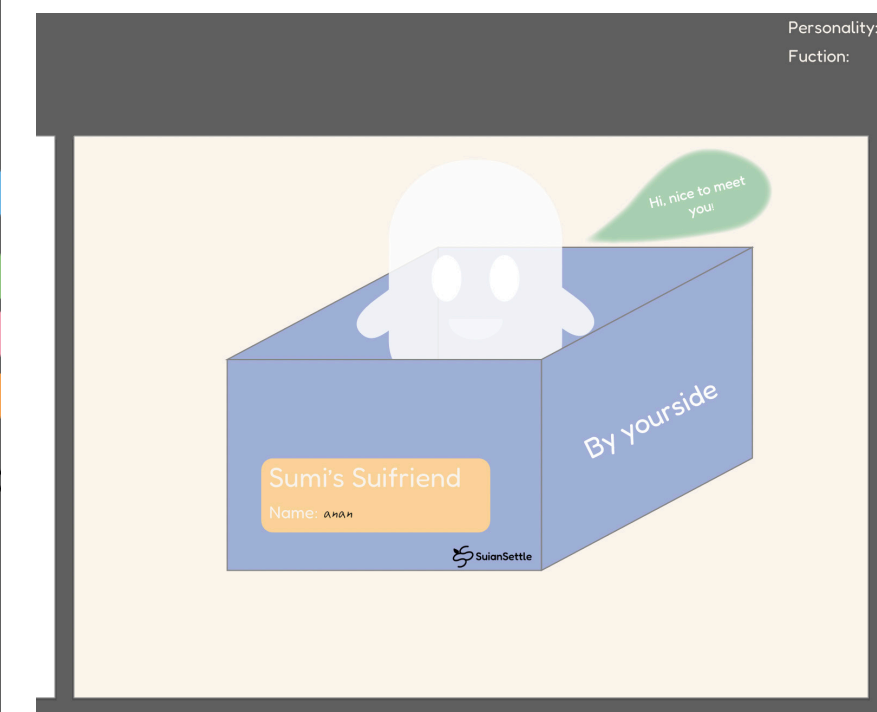 Personality:
Fuction:
Hi, nice to meet
you!
By yourside
Sumi's Suifriend
Name: anan
SuianSettle